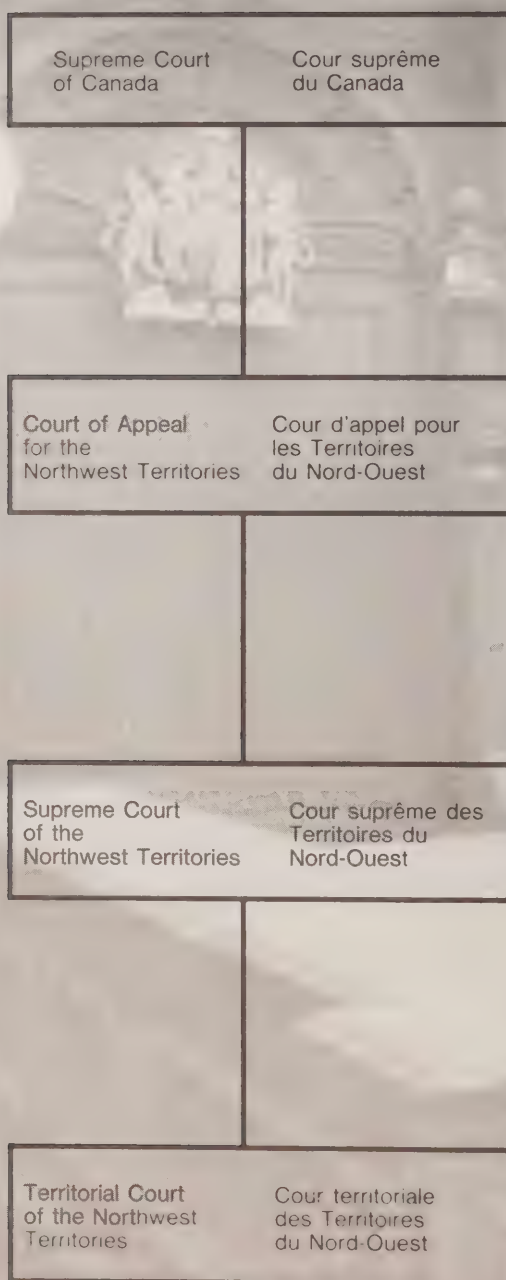 Supreme Court
of Canada
Cour suprême
du Canada
Court of Appeal
for the
Northwest Territories
Cour d'appel pour
les Territoires
du Nord-Ouest
Supreme Court
of the
Northwest Territories
Cour suprême des
Territoires du
Nord-Ouest
Territorial Court
of the Northwest
Territories
Cour territoriale
des Territoires
du Nord-Ouest